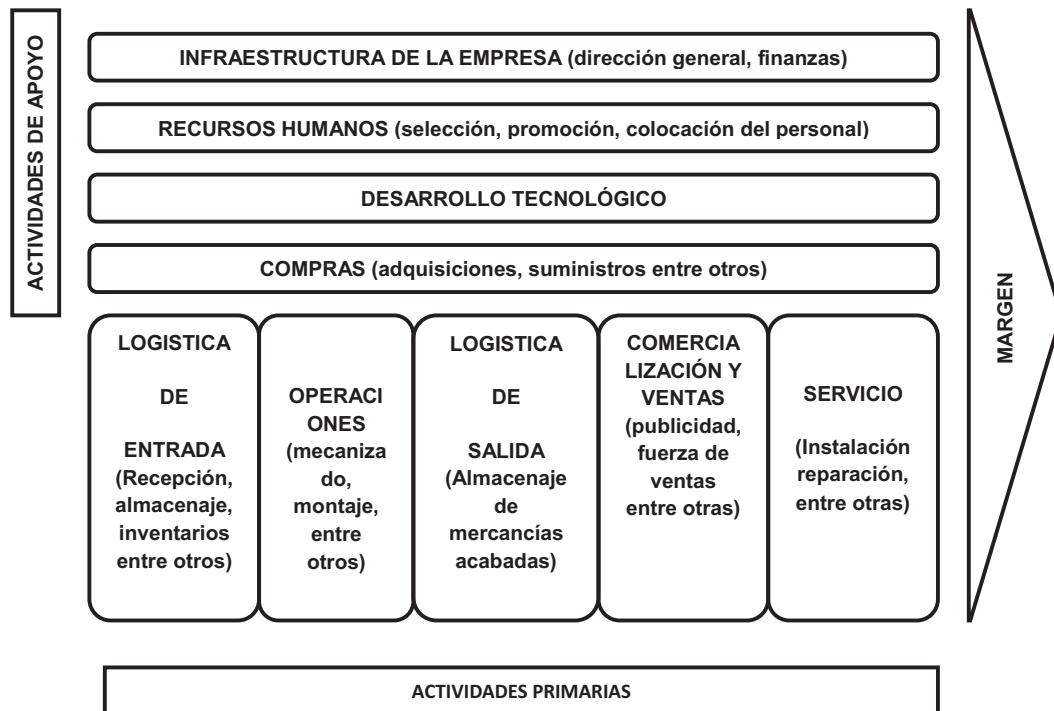 ACTIVIDADES DE APOYO
INFRAESTRUCTURA DE LA EMPRESA (dirección general, finanzas)
RECURSOS HUMANOS (selección, promoción, colocación del personal)
DESARROLLO TECNOLÓGICO
COMPRAS (adquisiciones, suministros entre otros)
LOGISTICA
DE
ENTRADA
(Recepción,
almacenaje,
inventarios
entre otros)
OPERACI
ONES
(mecaniza
do,
montaje,
entre
otros)
LOGISTICA
DE
SALIDA
(Almacenaje
de
mercancías
acabadas)
COMERCIA
LIZACIÓN Y
VENTAS
(publicidad,
fuerza de
ventas
entre otras)
SERVICIO
(Instalación
reparación,
entre otras)
MARGEN
ACTIVIDADES PRIMARIAS